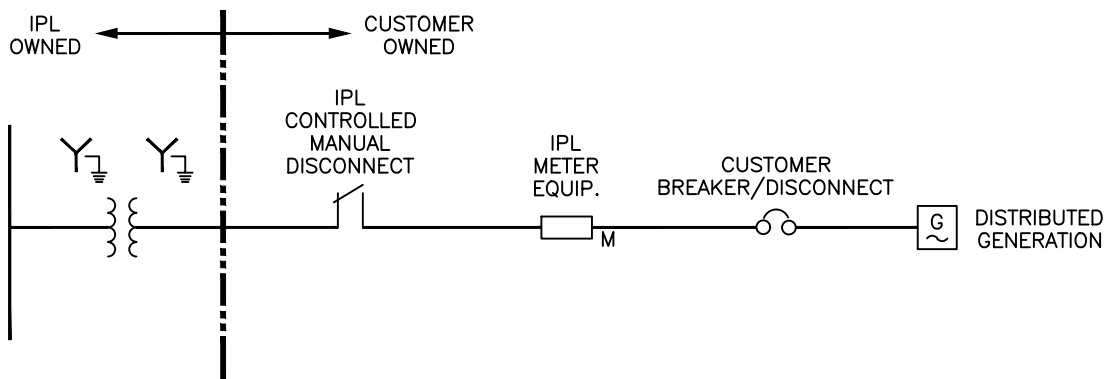 IPL
OWNED
CUSTOMER
OWNED
IPL
CONTROLLED
MANUAL
DISCONNECT
IPL
METER
EQUIP.
M
CUSTOMER
BREAKER/DISCONNECT
G
DISTRIBUTED
GENERATION